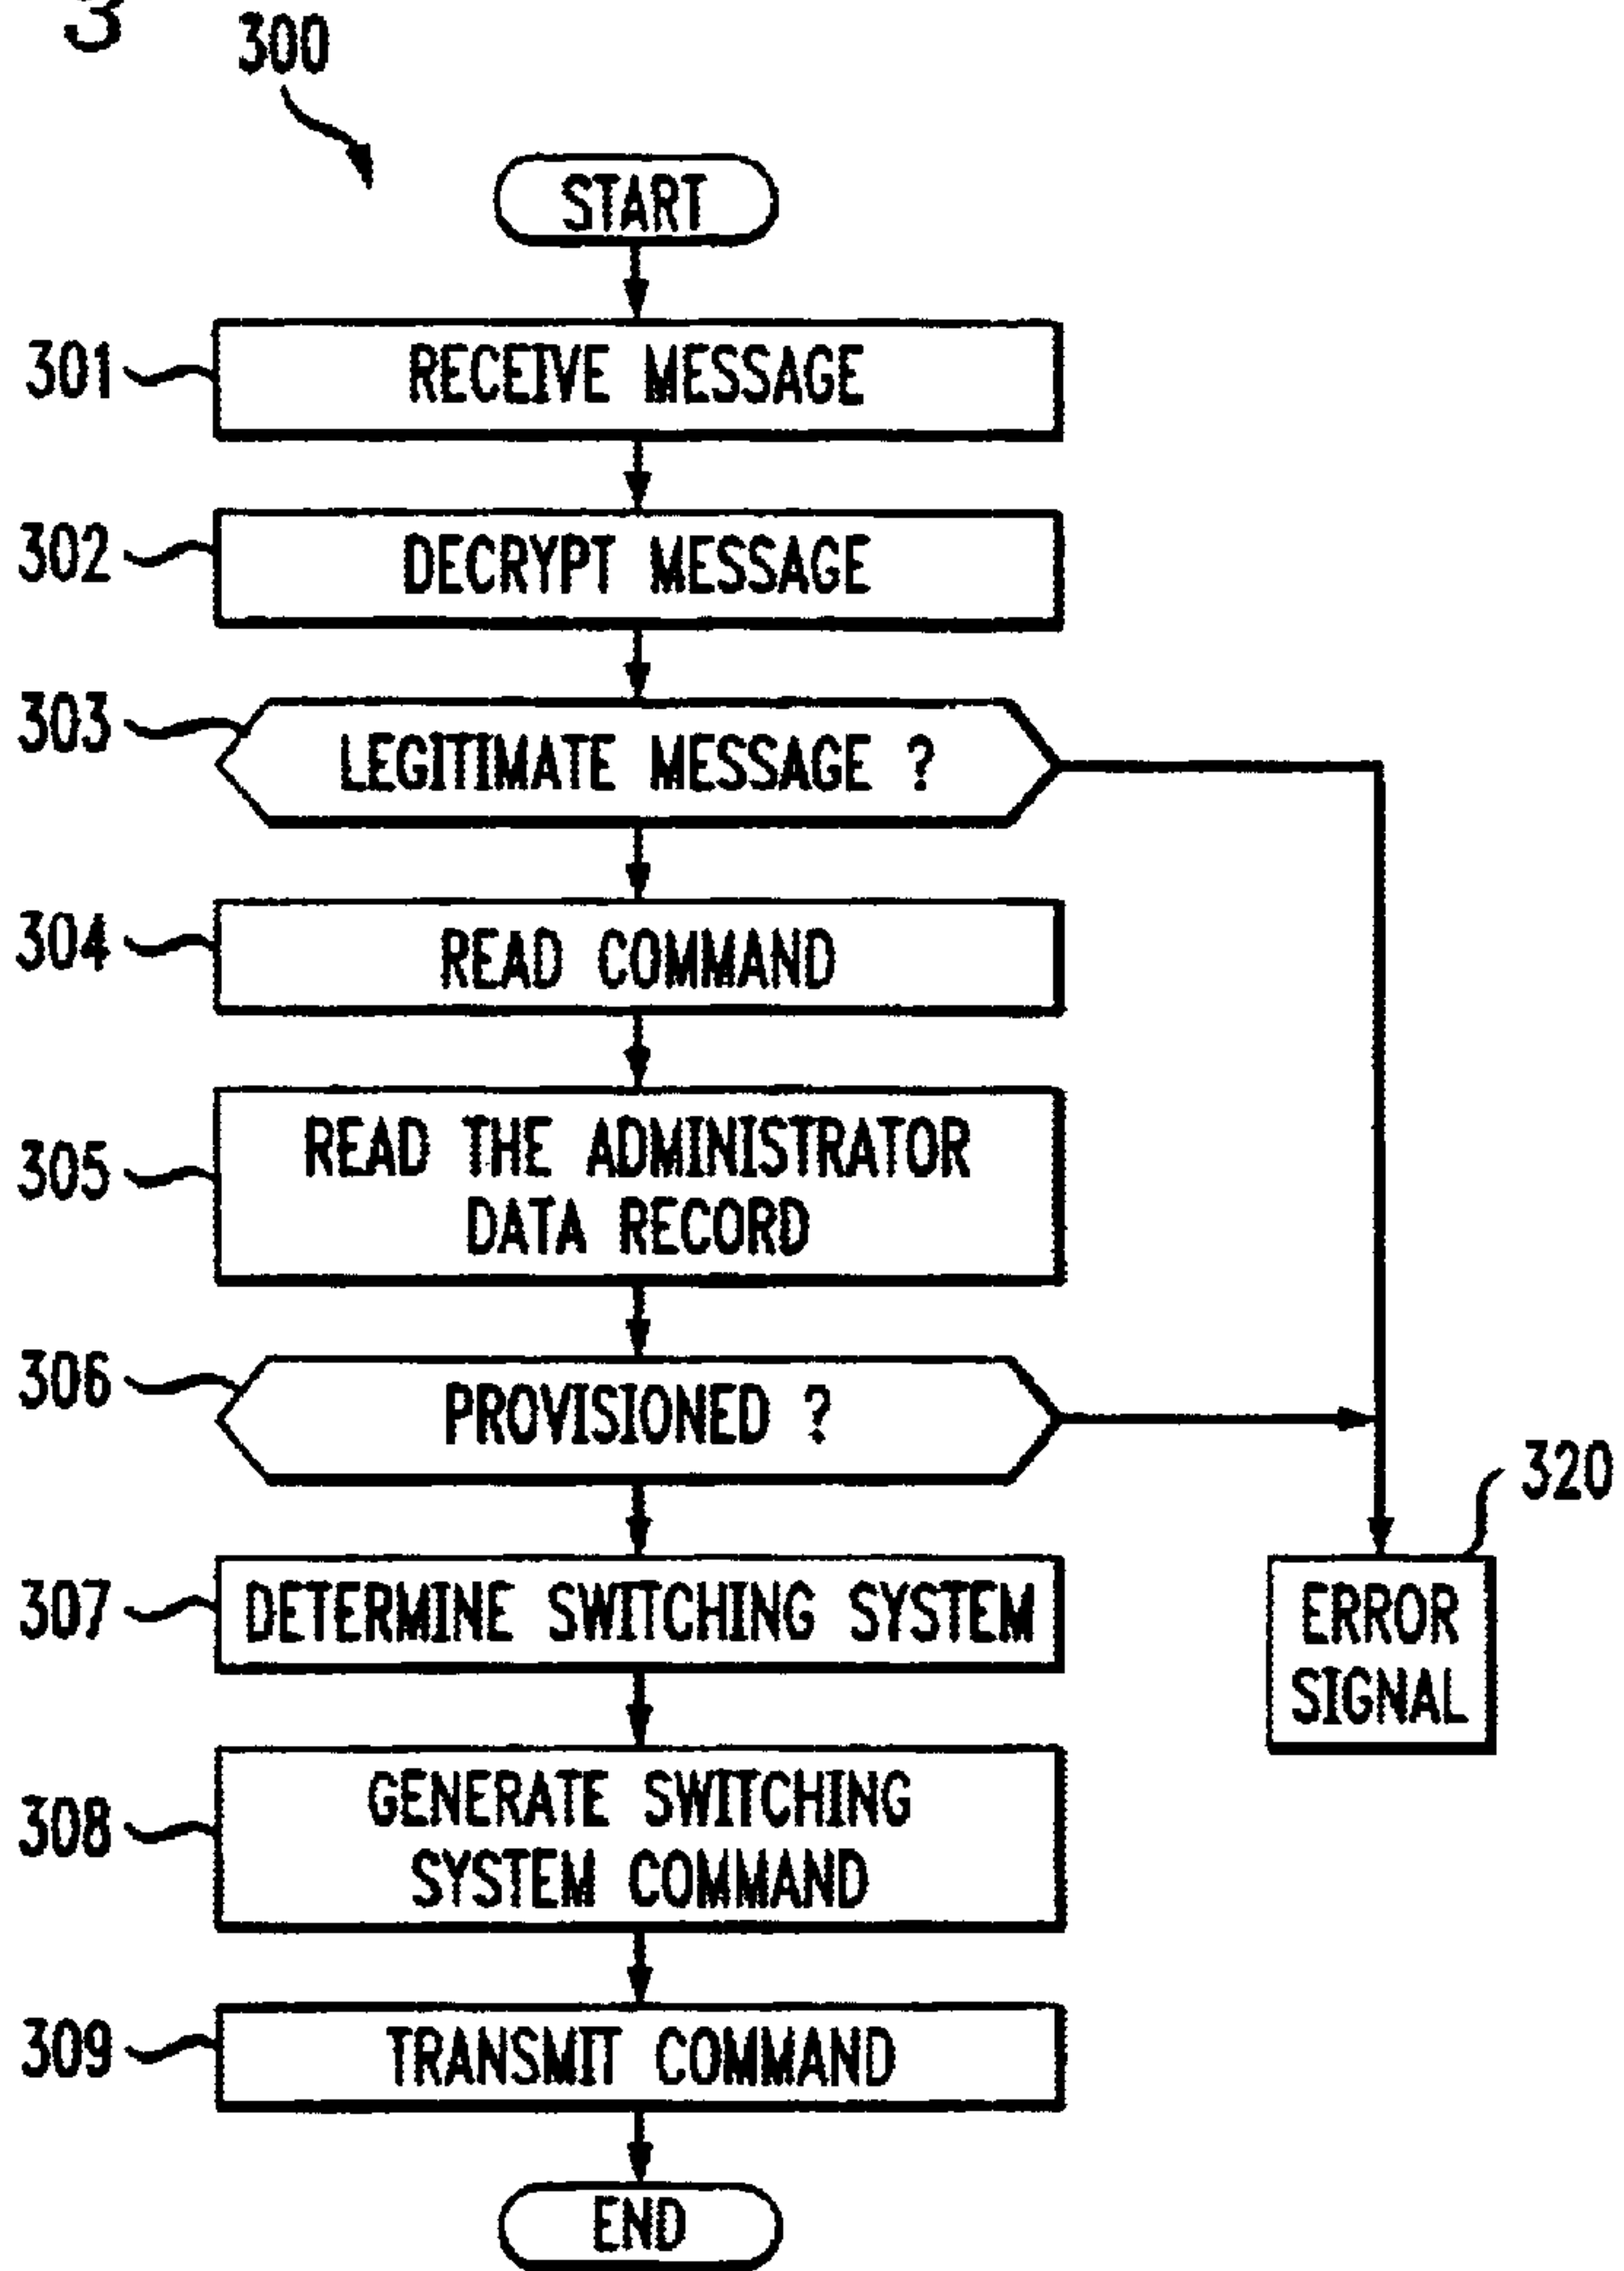 3
300
START
301
RECEIVE MESSAGE
302
DECRYPT MESSAGE
303
LEGITIMATE MESSAGE ?
304
READ COMMAND
305
READ THE ADMINISTRATOR
DATA RECORD
306
PROVISIONED ?
320
307
DETERMINE SWITCHING SYSTEM
ERROR
SIGNAL
308
GENERATE SWITCHING
SYSTEM COMMAND
309
TRANSMIT COMMAND
END